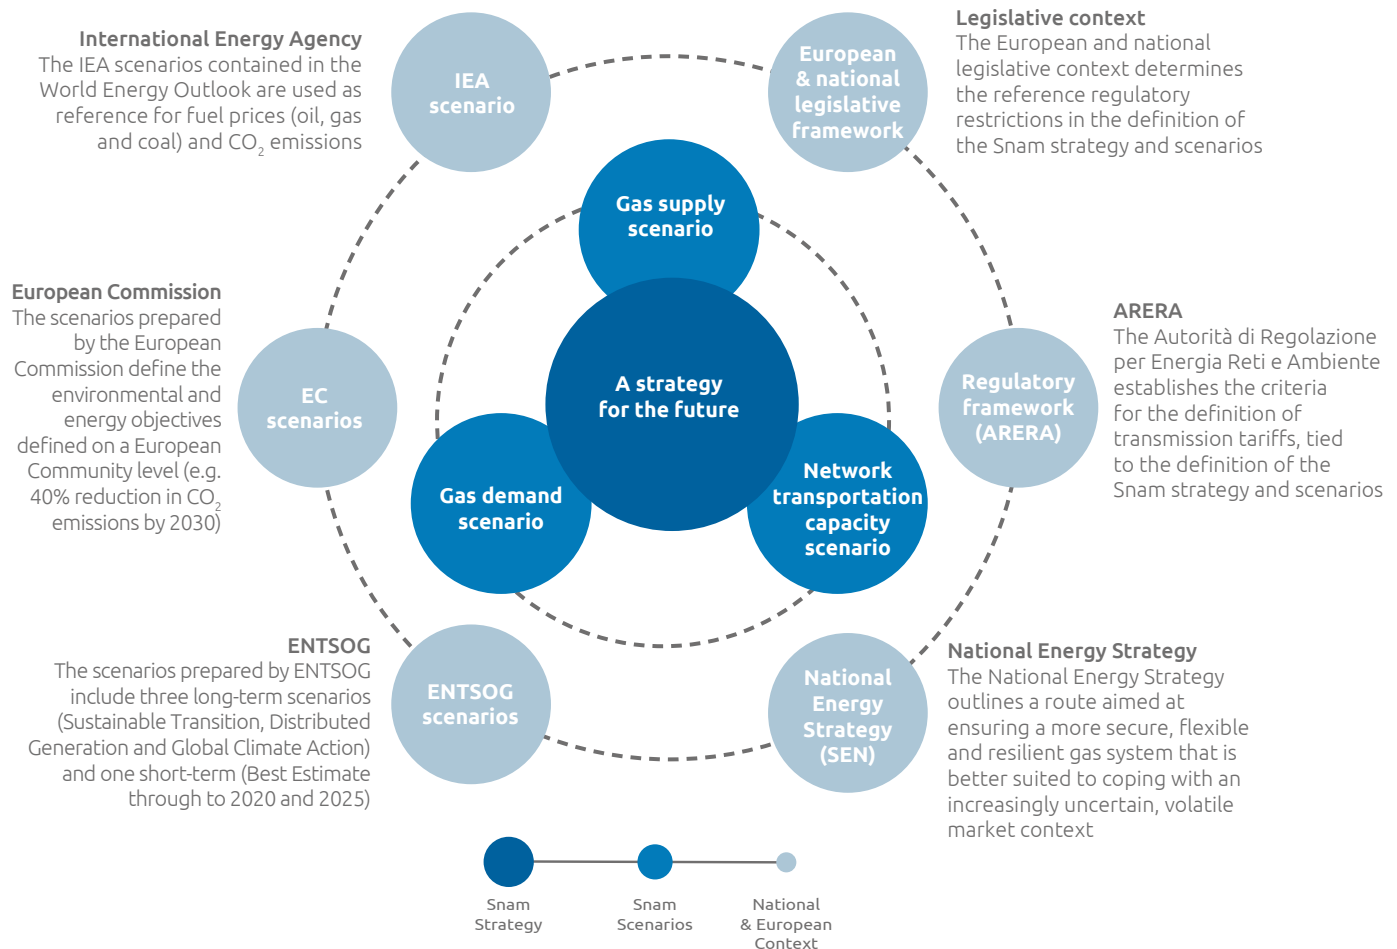 International Energy Agency
The IEA scenarios contained in the
World Energy Outlook are used as
reference for fuel prices (oil, gas
and coal) and CO₂ emissions
IEA
scenario
European
& national
legislative
framework
Legislative context
The European and national
legislative context determines
the reference regulatory
restrictions in the definition of
the Snam strategy and scenarios
Gas supply
scenario
European Commission
The scenarios prepared
by the European
Commission define the
environmental and
energy objectives
defined on a European
Community level (e.g.
40% reduction in CO₂
emissions by 2030)
EC
scenarios
A strategy
for the future
Regulatory
framework
(ARERA)
ARERA
The Autorità di Regolazione
per Energia Reti e Ambiente
establishes the criteria
for the definition of
transmission tariffs, tied
to the definition of the
Snam strategy and scenarios
Gas demand
scenario
Network
transportation
capacity
scenario
ENTSOG
The scenarios prepared by ENTSOG
include three long-term scenarios
(Sustainable Transition, Distributed
Generation and Global Climate Action)
and one short-term (Best Estimate
through to 2020 and 2025)
ENTSOG
scenarios
National
Energy
Strategy
(SEN)
National Energy Strategy
The National Energy Strategy
outlines a route aimed at
ensuring a more secure, flexible
and resilient gas system that is
better suited to coping with an
increasingly uncertain, volatile
market context
Snam
Strategy
Snam
Scenarios
National
& European
Context